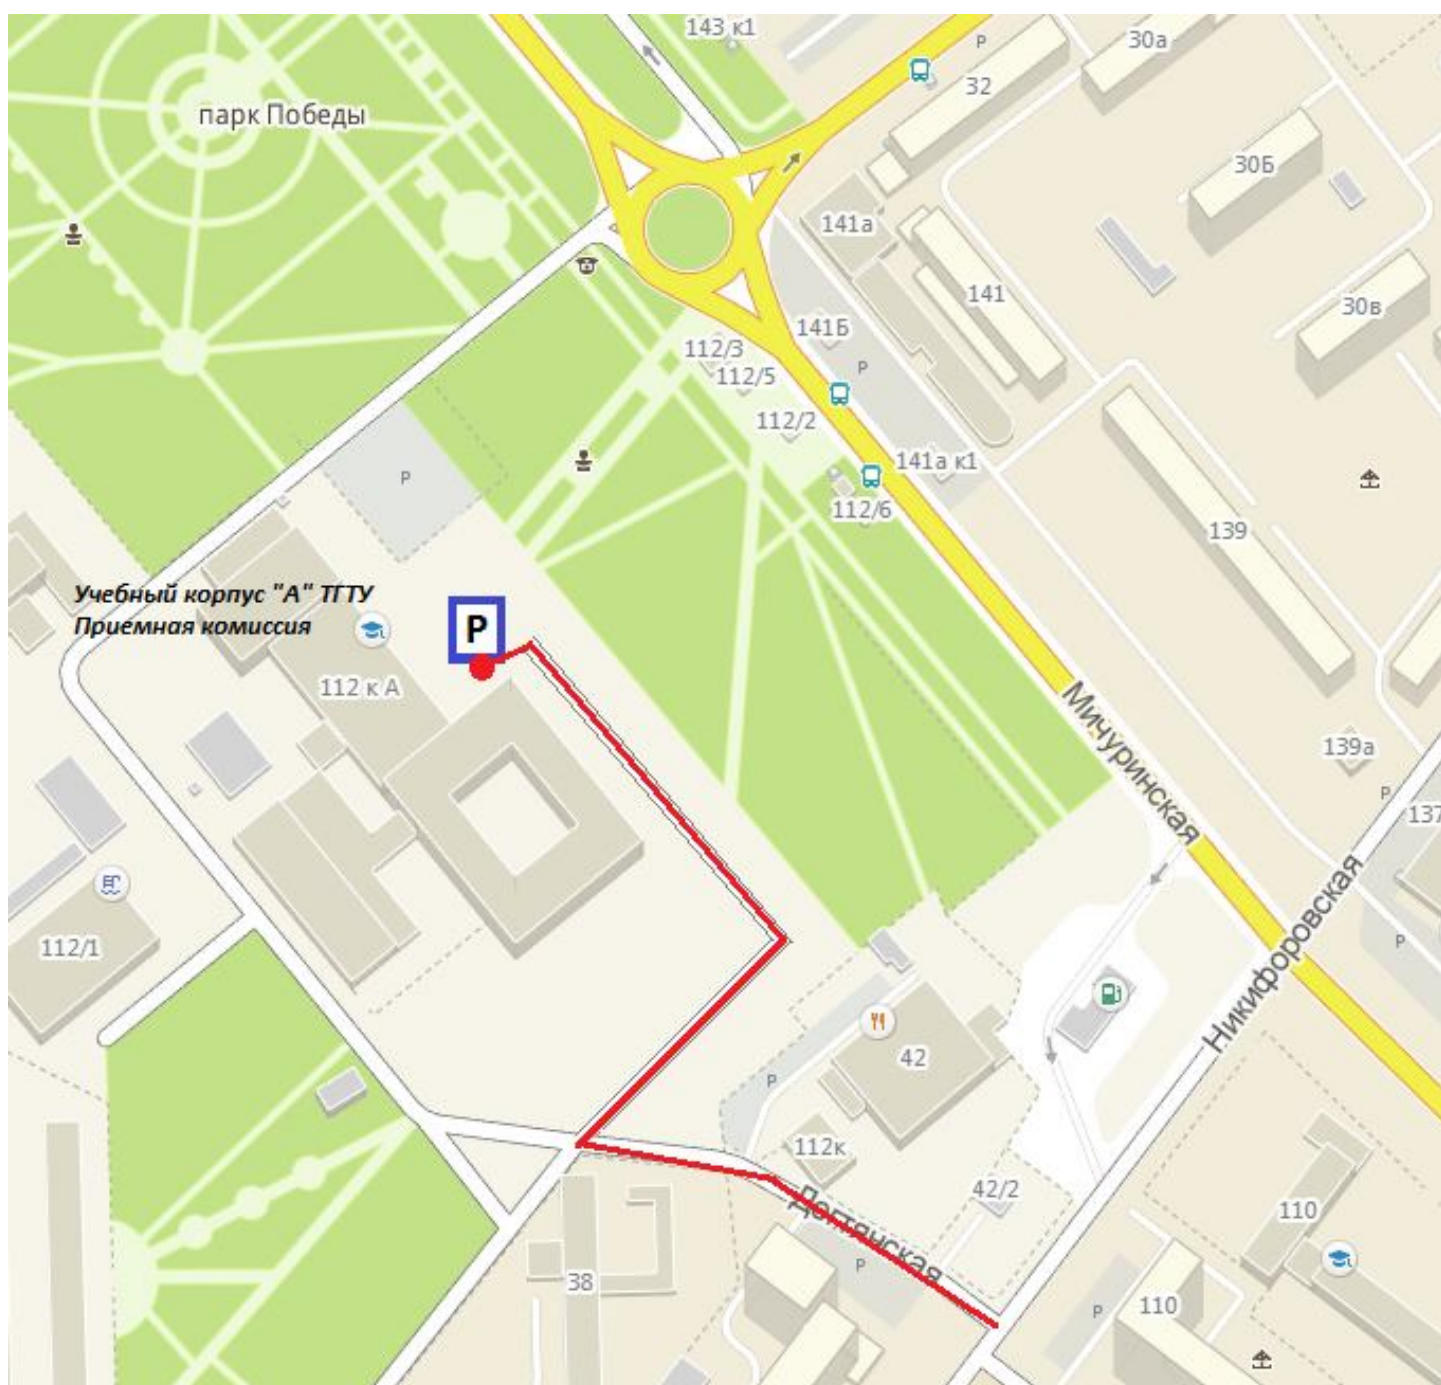 143 к1
30а
P
32
парк Победы
30Б
141а
141
30в
141Б
112/3
112/5
P
112/2
141а к1
P
112/6
139
Учебный корпус "А" ТГТУ
Приемная комиссия
P
112 к А
Мичуринская
139а
P
137
112/1
Никифоровская
P
42
P
112к
42/2
Догтянская
110
38
P
P
110